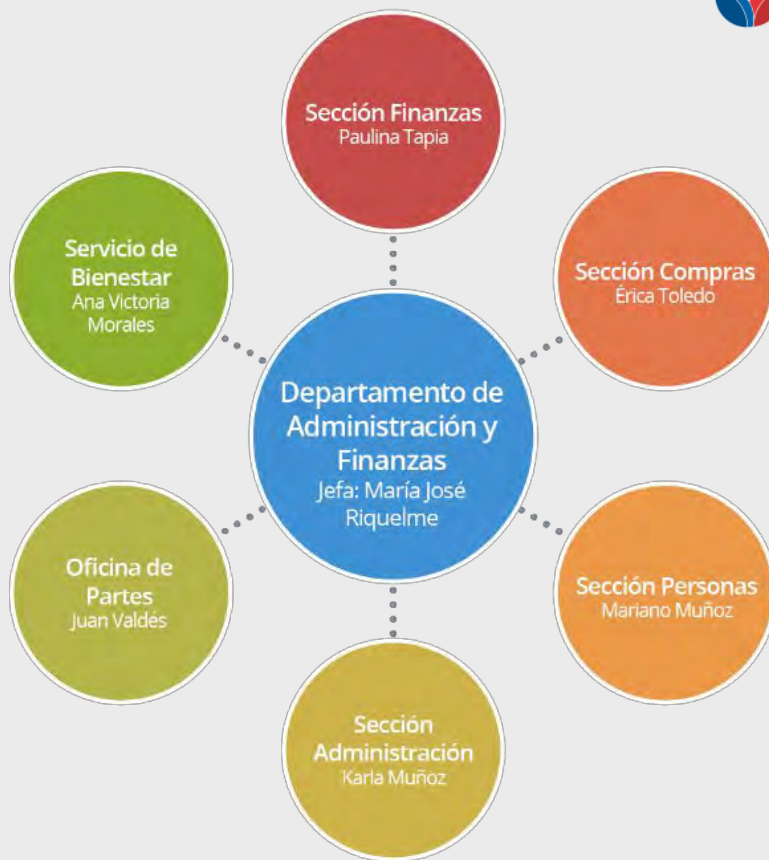 Sección Finanzas
Paulina Tapia
Servicio de
Bienestar
Ana Victoria
Morales
Sección Compras
Érica Toledo
Departamento de
Administración y
Finanzas
Jefa: María José
Riquelme
Oficina de
Partes
Juan Valdés
Sección Personas
Mariano Muñoz
Sección
Administración
Karla Muñoz